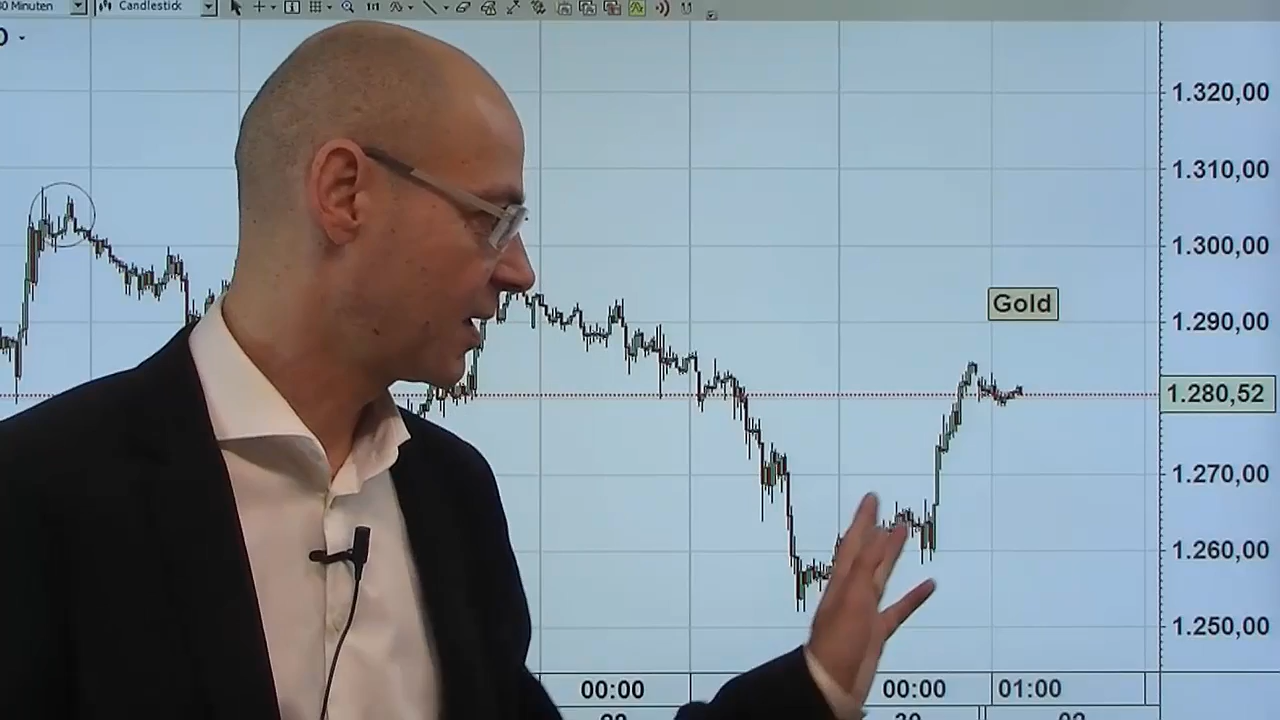 30 Minuten Candlestick
1.320,00
1.310,00
1.300,00
Gold
1.290,00
1.280,52
1.270,00
1.260,00
1.250,00
00:00 00:00 01:00